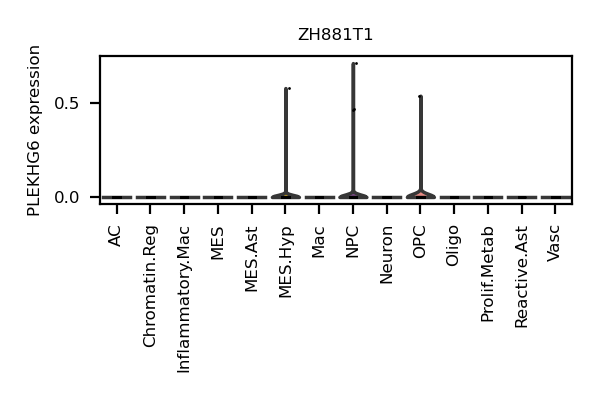 ZH881T1
PLEKHG6 expression
0.5
0.0
AC
Chromatin.Reg
Inflammatory.Mac
MES
MES.Ast
MES.Hyp
Mac
NPC
Neuron
OPC
Oligo
Prolif.Metab
Reactive.Ast
Vasc